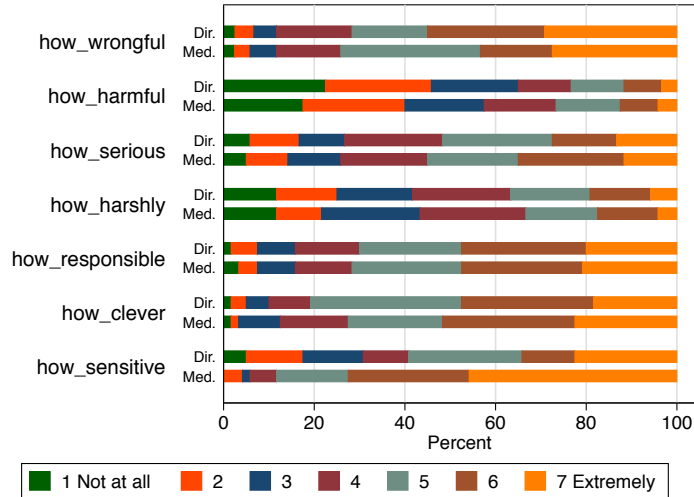 how_wrongful
Dir.
Med.
how_harmful
Dir.
Med.
how_serious
Dir.
Med.
how_harshly
Dir.
Med.
how_responsible
Dir.
Med.
how_clever
Dir.
Med.
how_sensitive
Dir.
Med.
0 20 40 60 80 100
Percent
1 Not at all 2 3 4 5 6 7 Extremely